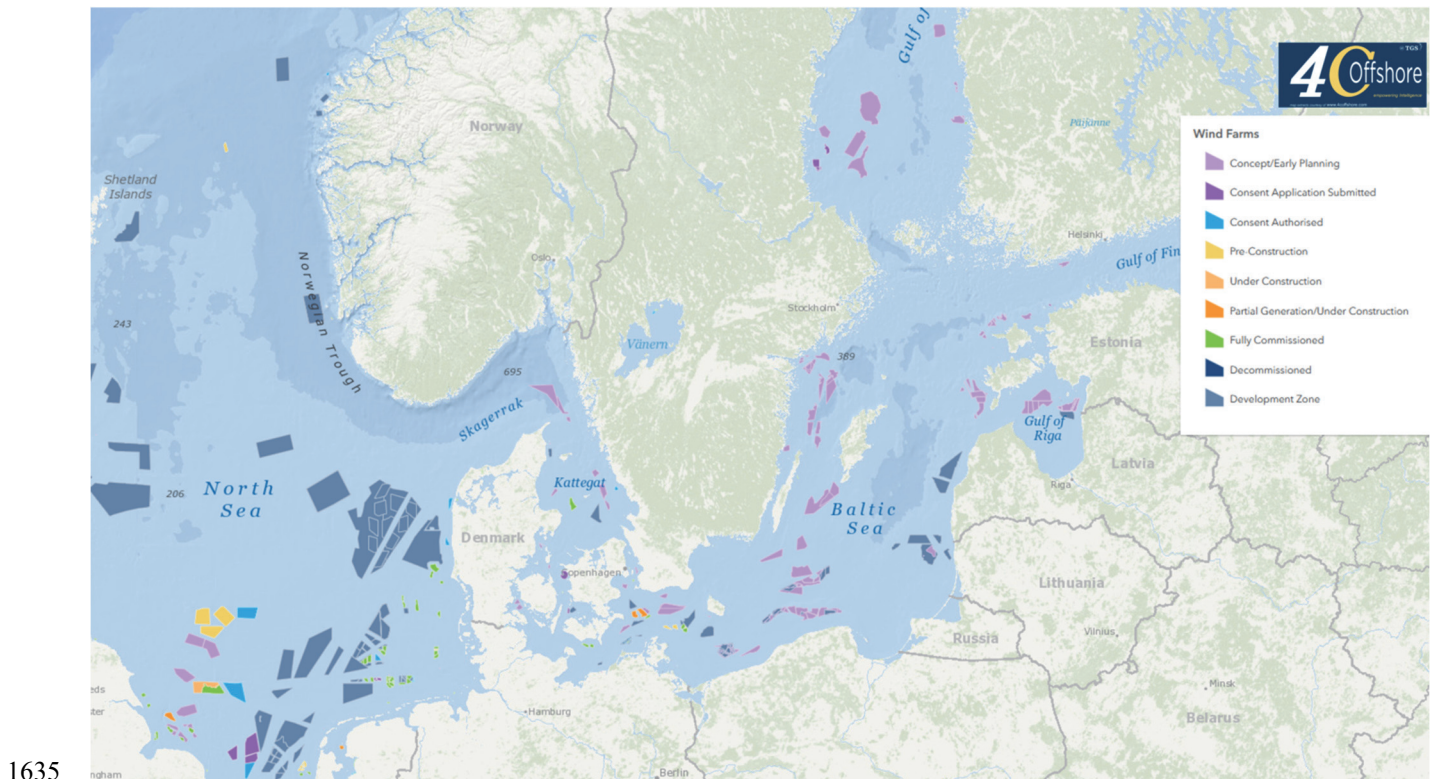 Gulf of
4C Offshore
TGS
Norway
Päijänne
Wind Farms
Concept/Early Planning
Shetland
Islands
Consent Application Submitted
Consent Authorised
Helsinki
Pre-Construction
Oslo
Gulf of Fin
Under Construction
Norwegian Trough
Stockholm
Partial Generation/Under Construction
243
Vänern
Fully Commissioned
Estonia
389
695
Decommissioned
Development Zone
Skagerrak
Gulf of
Riga
Latvia
Kattegat
Riga
206
North
Sea
Baltic
Sea
Denmark
Copenhagen
Lithuania
Vilnius
Russia
eds
Minsk
ster
Hamburg
Belarus
1635
ngham
Berlin